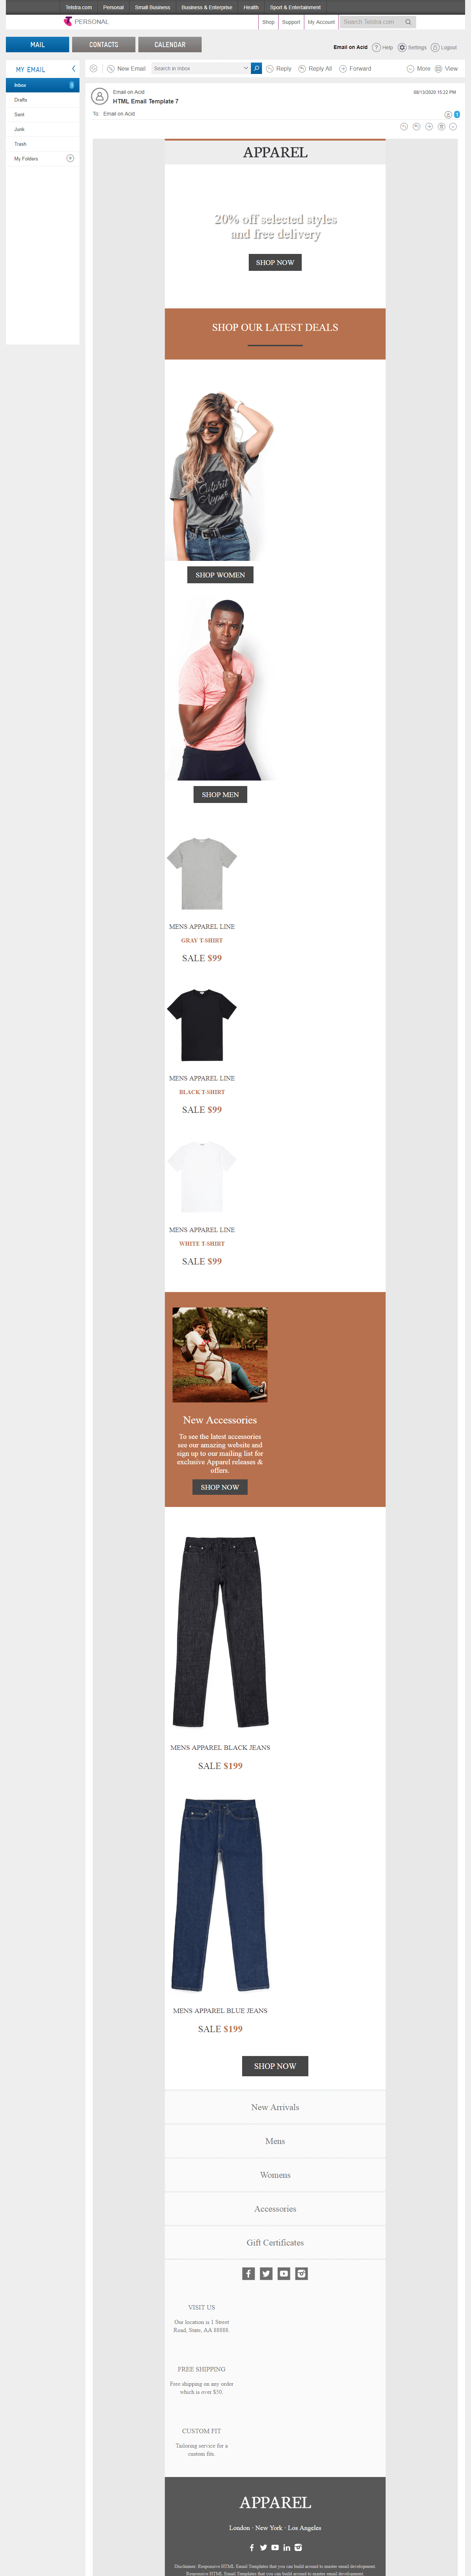 Telstra.com Personal Small Business Business & Enterprise Health Sport & Entertainment
PERSONAL Shop Support My Account Search Telstra.com
MAIL CONTACTS CALENDAR
Email on Acid Help Settings Logout
MY EMAIL
Inbox
Drafts
Sent
Junk
Trash
My Folders
New Email Search in Inbox Reply Reply All Forward More View
Email on Acid 08/13/2020 15:22 PM
HTML Email Template 7
To: Email on Acid
APPAREL
20% off selected styles
and free delivery
SHOP NOW
SHOP OUR LATEST DEALS
Culprit
Apparel
SHOP WOMEN
SHOP MEN
MENS APPAREL LINE
GRAY T-SHIRT
SALE $99
MENS APPAREL LINE
BLACK T-SHIRT
SALE $99
MENS APPAREL LINE
WHITE T-SHIRT
SALE $99
New Accessories
To see the latest accessories
see our amazing website and
sign up to our mailing list for
exclusive Apparel releases &
offers.
SHOP NOW
MENS APPAREL BLACK JEANS
SALE $199
MENS APPAREL BLUE JEANS
SALE $199
SHOP NOW
New Arrivals
Mens
Womens
Accessories
Gift Certificates
VISIT US
Our location is 1 Street
Road, State, AA 88888.
FREE SHIPPING
Free shipping on any order
which is over $50.
CUSTOM FIT
Tailoring service for a
custom fits.
APPAREL
London · New York · Los Angeles
Disclaimer: Responsive HTML Email Templates that you can build around to master email development.
Responsive HTML Email Templates that you can build around to master email development.